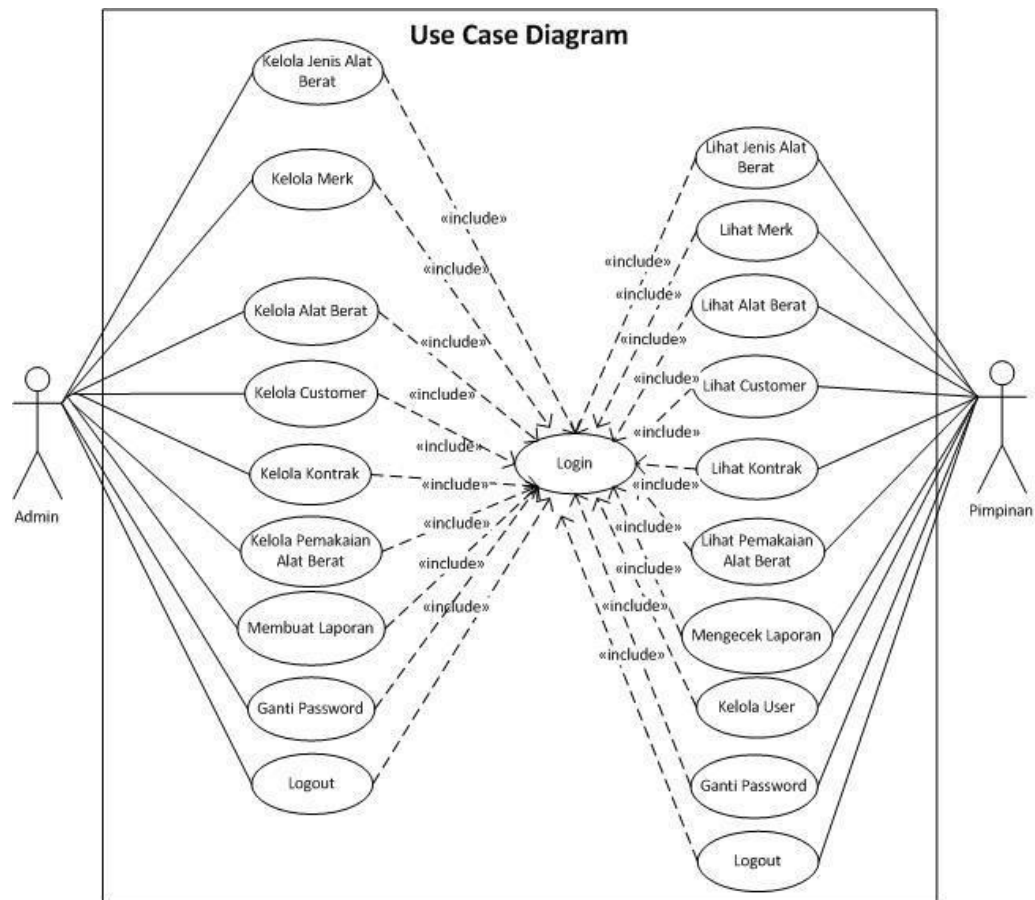 Use Case Diagram
Kelola Jenis Alat
Berat
Kelola Merk
Kelola Alat Berat
Kelola Customer
Kelola Kontrak
Kelola Pemakaian
Alat Berat
Membuat Laporan
Ganti Password
Logout
Admin
«include»
«include»
«include»
«include»
«include»
«include»
«include»
«include»
Login
«include»
«include»
«include»
«include»
«include»
«include»
«include»
«include»
«include»
Lihat Jenis Alat
Berat
Lihat Merk
Lihat Alat Berat
Lihat Customer
Lihat Kontrak
Lihat Pemakaian
Alat Berat
Mengecek Laporan
Kelola User
Ganti Password
Logout
Pimpinan